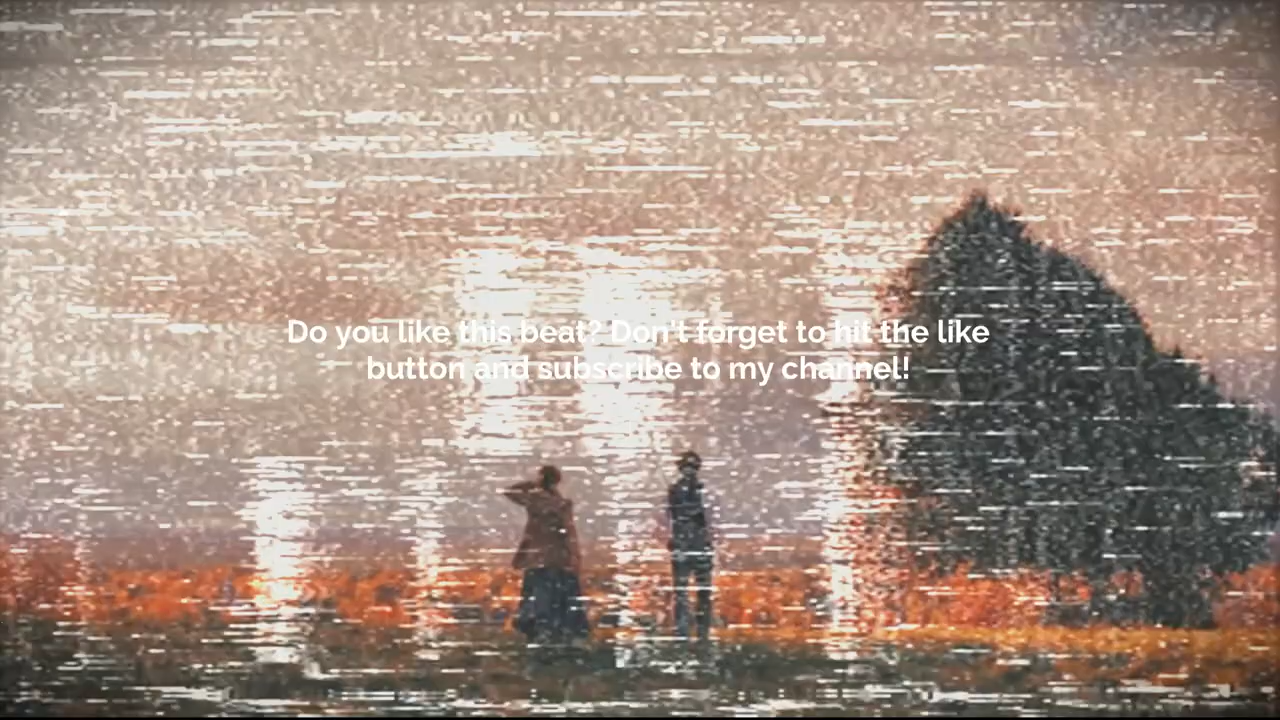 Do you like this beat? Don't forget to hit the like
button and subscribe to my channel!